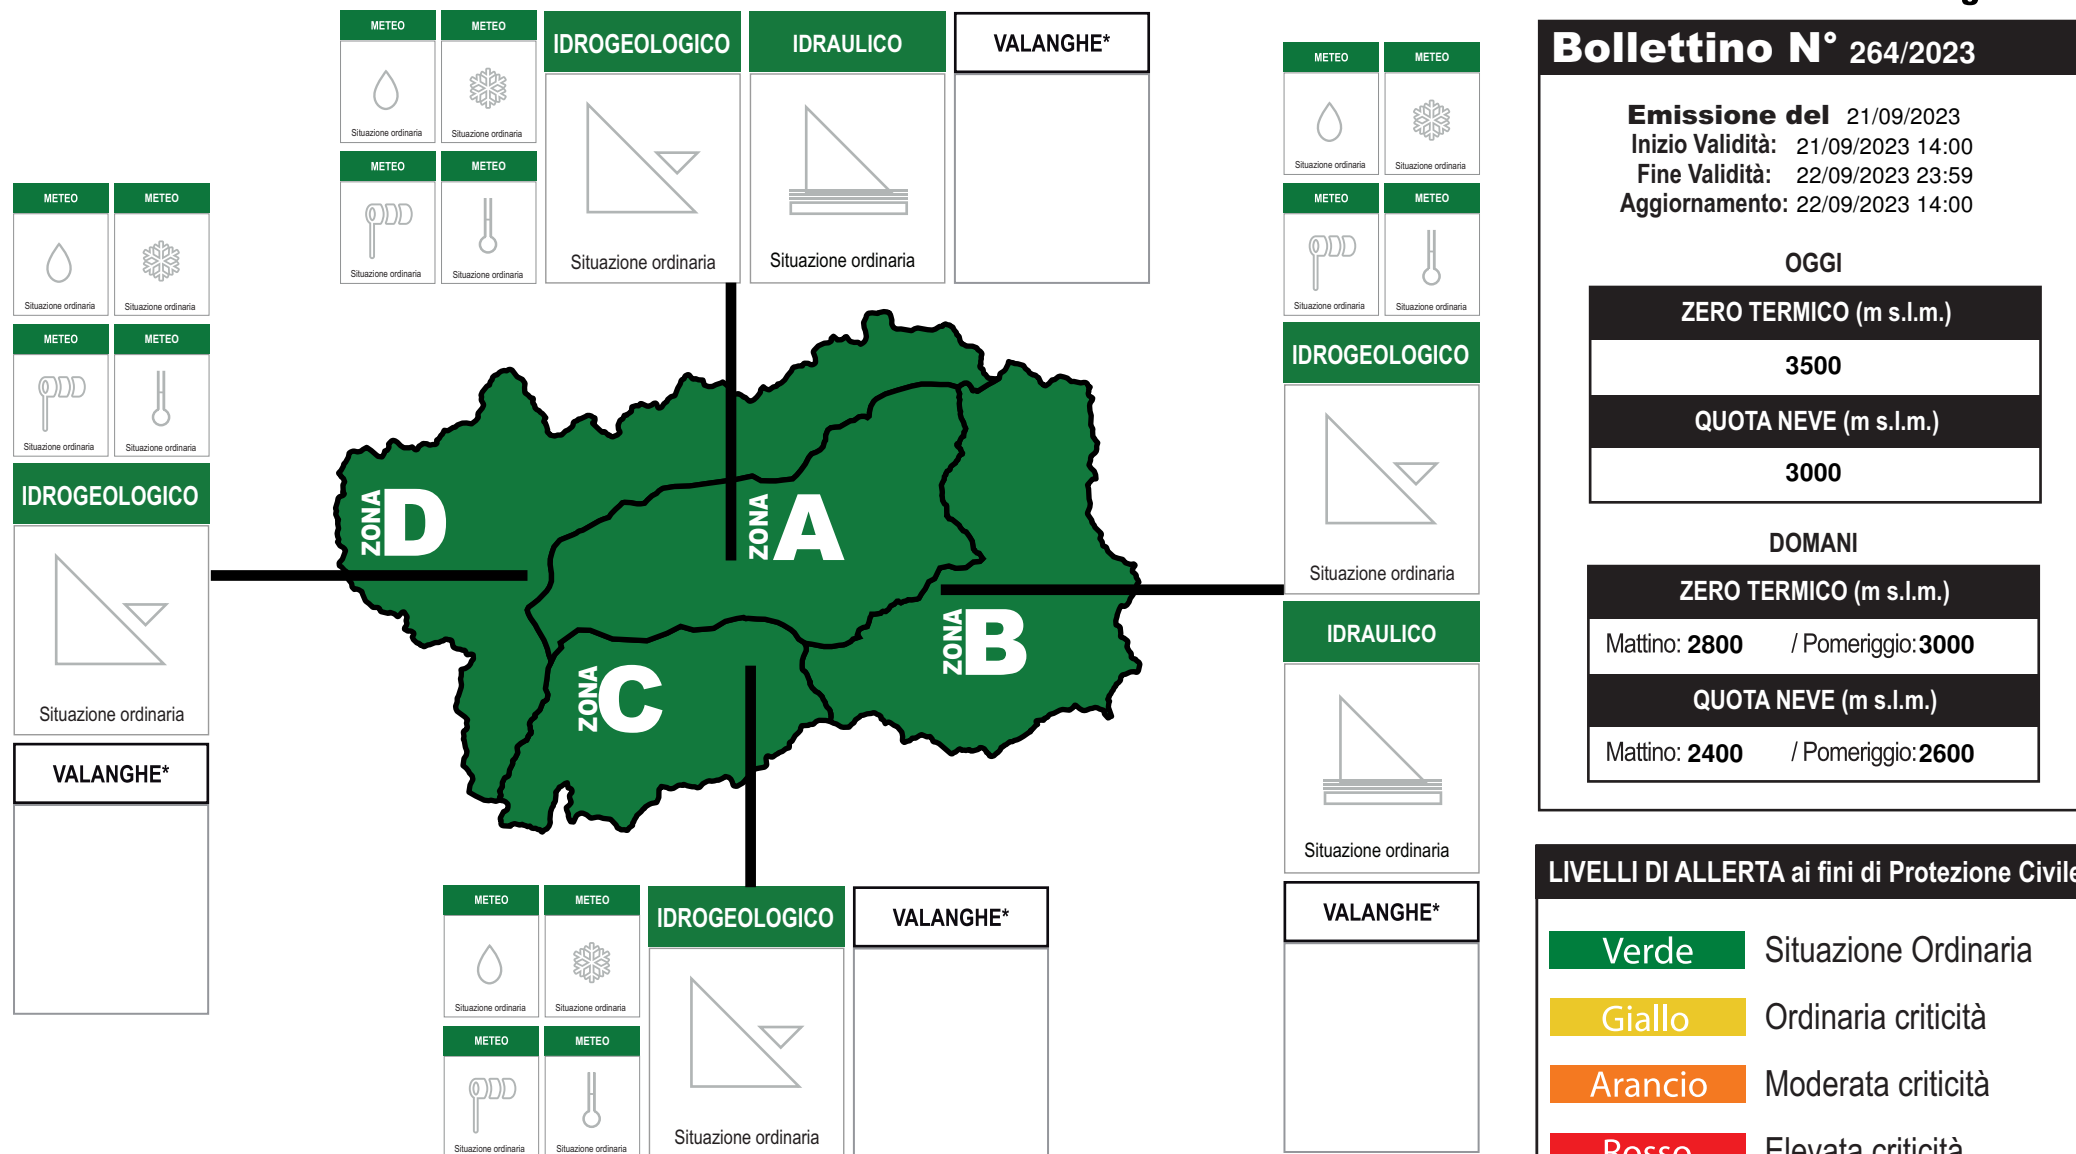 METEO METEO
Situazione ordinaria Situazione ordinaria
METEO METEO
Situazione ordinaria Situazione ordinaria
IDROGEOLOGICO
Situazione ordinaria
IDRAULICO
Situazione ordinaria
VALANGHE*
METEO METEO
Situazione ordinaria Situazione ordinaria
METEO METEO
Situazione ordinaria Situazione ordinaria
IDROGEOLOGICO
Situazione ordinaria
VALANGHE*
ZONA D
ZONA A
ZONA B
ZONA C
METEO METEO
Situazione ordinaria Situazione ordinaria
METEO METEO
Situazione ordinaria Situazione ordinaria
IDROGEOLOGICO
Situazione ordinaria
IDRAULICO
Situazione ordinaria
VALANGHE*
METEO METEO
Situazione ordinaria Situazione ordinaria
METEO METEO
Situazione ordinaria Situazione ordinaria
IDROGEOLOGICO
Situazione ordinaria
VALANGHE*
Bollettino N° 264/2023
Emissione del 21/09/2023
Inizio Validità: 21/09/2023 14:00
Fine Validità: 22/09/2023 23:59
Aggiornamento: 22/09/2023 14:00
OGGI
ZERO TERMICO (m s.l.m.)
3500
QUOTA NEVE (m s.l.m.)
3000
DOMANI
ZERO TERMICO (m s.l.m.)
Mattino: 2800 / Pomeriggio: 3000
QUOTA NEVE (m s.l.m.)
Mattino: 2400 / Pomeriggio: 2600
LIVELLI DI ALLERTA ai fini di Protezione Civile
Verde Situazione Ordinaria
Giallo Ordinaria criticità
Arancio Moderata criticità
Rosso Elevata criticità